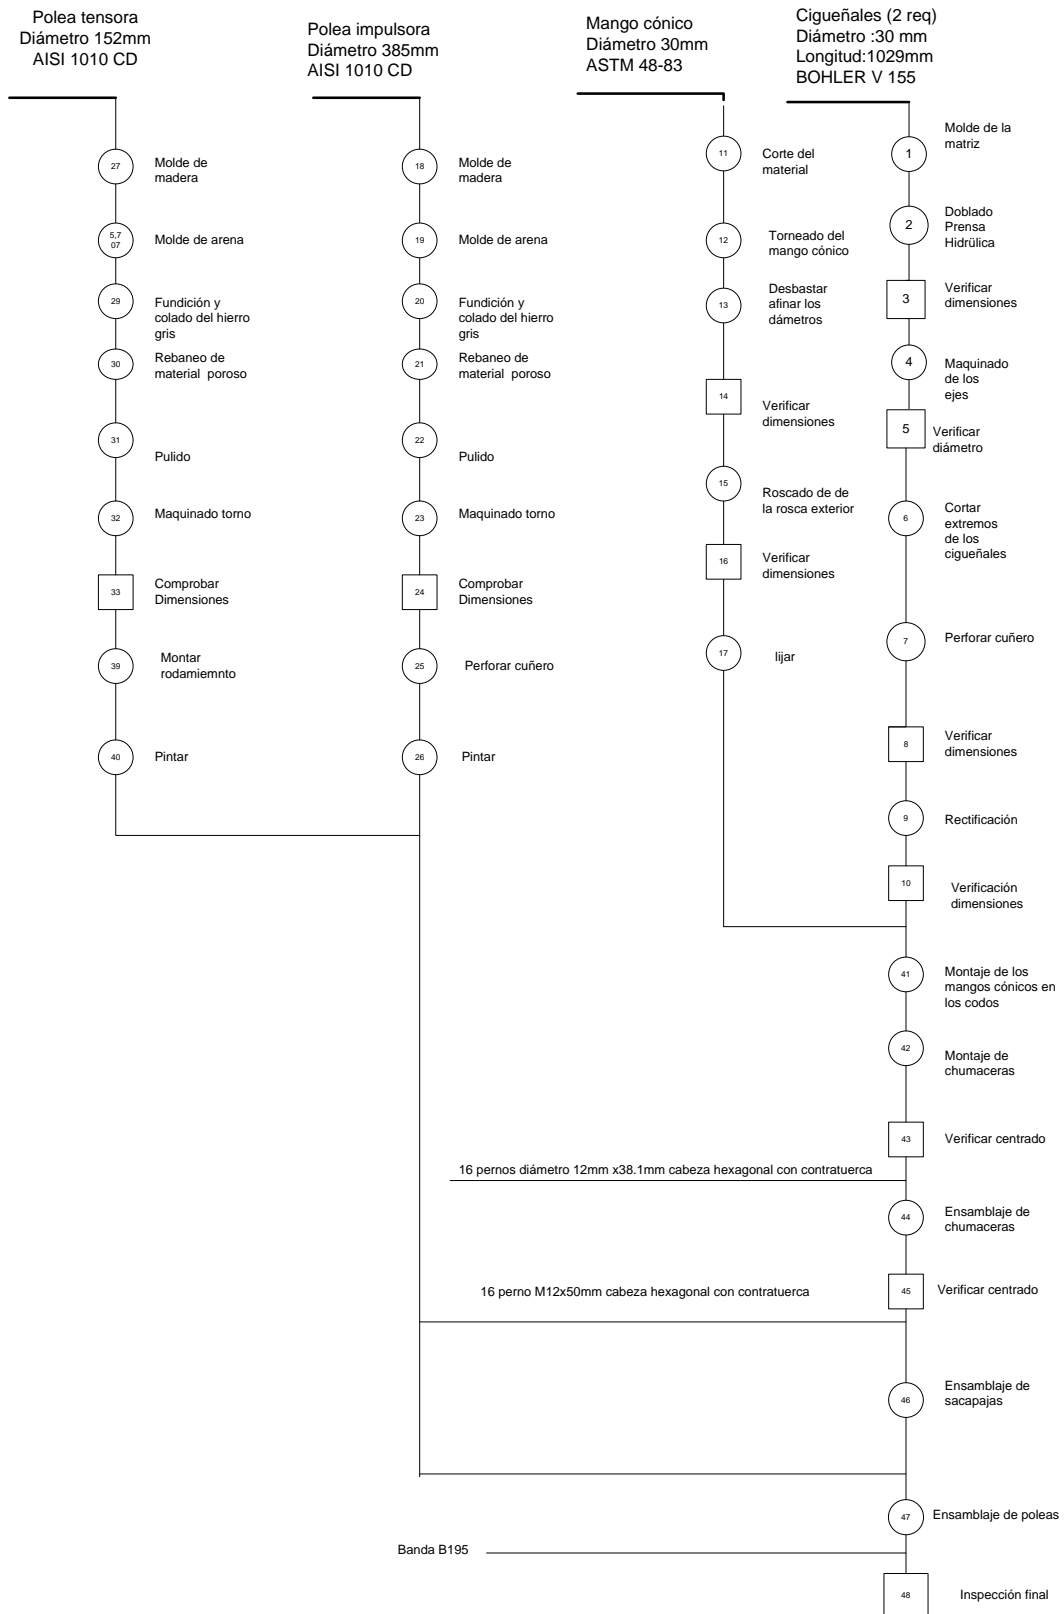 Polea tensora
Diámetro 152mm
AISI 1010 CD
27
Molde de
madera
5,7
07
Molde de arena
29
Fundición y
colado del hierro
gris
30
Rebaneo de
material poroso
31
Pulido
32
Maquinado torno
33
Comprobar
Dimensiones
39
Montar
rodamiemnto
40
Pintar
Polea impulsora
Diámetro 385mm
AISI 1010 CD
18
Molde de
madera
19
Molde de arena
20
Fundición y
colado del hierro
gris
21
Rebaneo de
material poroso
22
Pulido
23
Maquinado torno
24
Comprobar
Dimensiones
25
Perforar cuñero
26
Pintar
Mango cónico
Diámetro 30mm
ASTM 48-83
11
Corte del
material
12
Torneado del
mango cónico
13
Desbastar
afinar los
dámetros
14
Verificar
dimensiones
15
Roscado de de
la rosca exterior
16
Verificar
dimensiones
17
lijar
Cigueñales (2 req)
Diámetro :30 mm
Longitud:1029mm
BOHLER V 155
1
Molde de la
matriz
2
Doblado
Prensa
Hidrülica
3
Verificar
dimensiones
4
Maquinado
de los
ejes
5
Verificar
diámetro
6
Cortar
extremos
de los
cigueñales
7
Perforar cuñero
8
Verificar
dimensiones
9
Rectificación
10
Verificación
dimensiones
41
Montaje de los
mangos cónicos en
los codos
42
Montaje de
chumaceras
43
Verificar centrado
16 pernos diámetro 12mm x38.1mm cabeza hexagonal con contratuerca
44
Ensamblaje de
chumaceras
45
Verificar centrado
16 perno M12x50mm cabeza hexagonal con contratuerca
46
Ensamblaje de
sacapajas
47
Ensamblaje de poleas
Banda B195
48
Inspección final